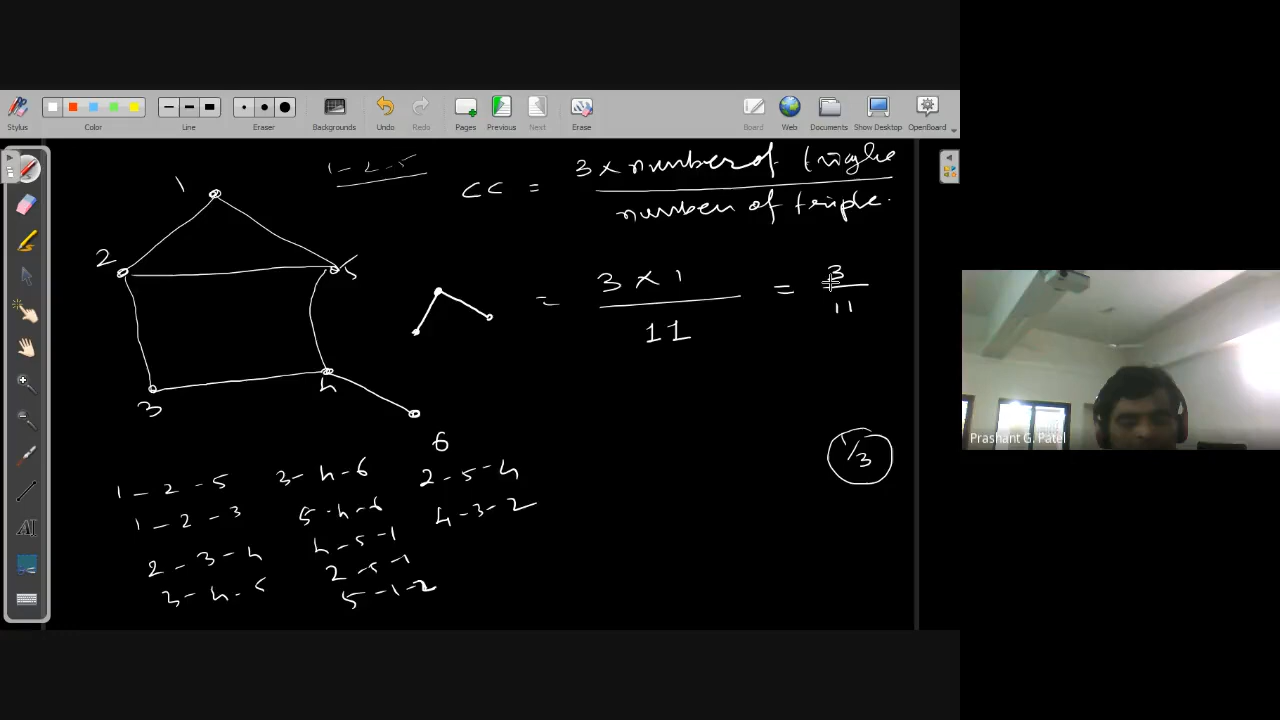 Stylus
Color
Line
Eraser
Backgrounds
Undo
Redo
Pages
Previous
Next
Erase
Board
Web
Documents
Show Desktop
OpenBoard
1-2-5
CC = 3 × number of triangle
number of triple.
1
2
5
3
4
6
= 3 × 1
11
= 3
11
1/3
1-2-5 3-4-6 2-5-4
1-2-3 5-4-6 4-3-2
2-3-4 4-5-1
3-4-5 2-5-1
5-1-2
Prashant G. Patel